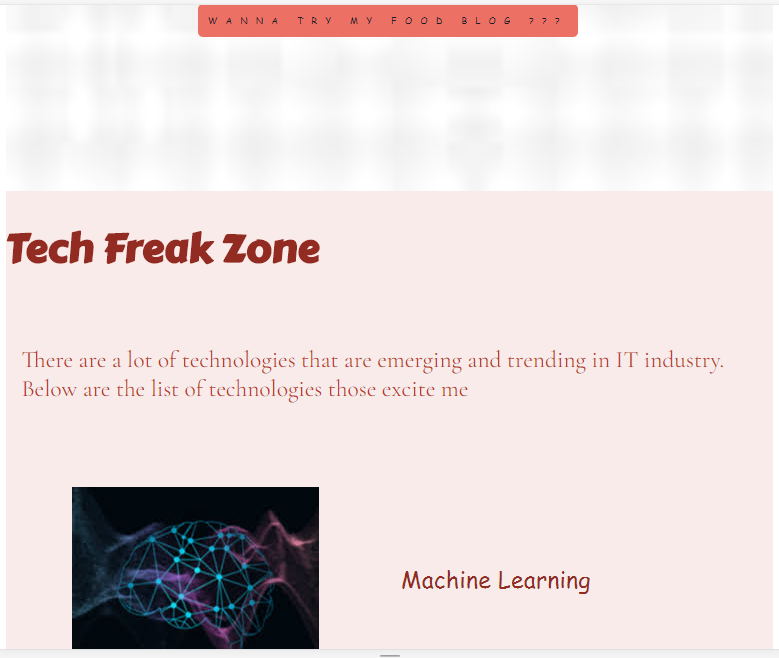 WANNA TRY MY FOOD BLOG ???
Tech Freak Zone
There are a lot of technologies that are emerging and trending in IT industry.
Below are the list of technologies those excite me
Machine Learning